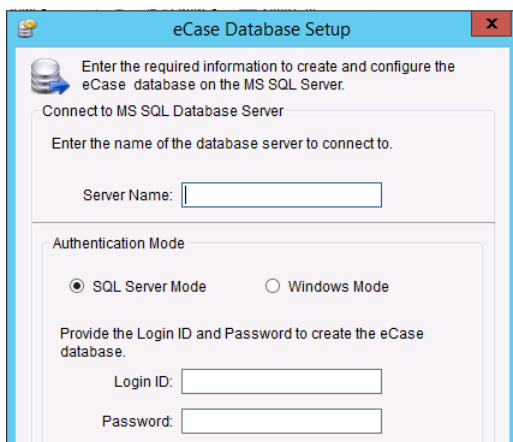 eCase Database Setup
x
Enter the required information to create and configure the
eCase database on the MS SQL Server.
Connect to MS SQL Database Server
Enter the name of the database server to connect to.
Server Name:
Authentication Mode
SQL Server Mode Windows Mode
Provide the Login ID and Password to create the eCase
database.
Login ID:
Password: